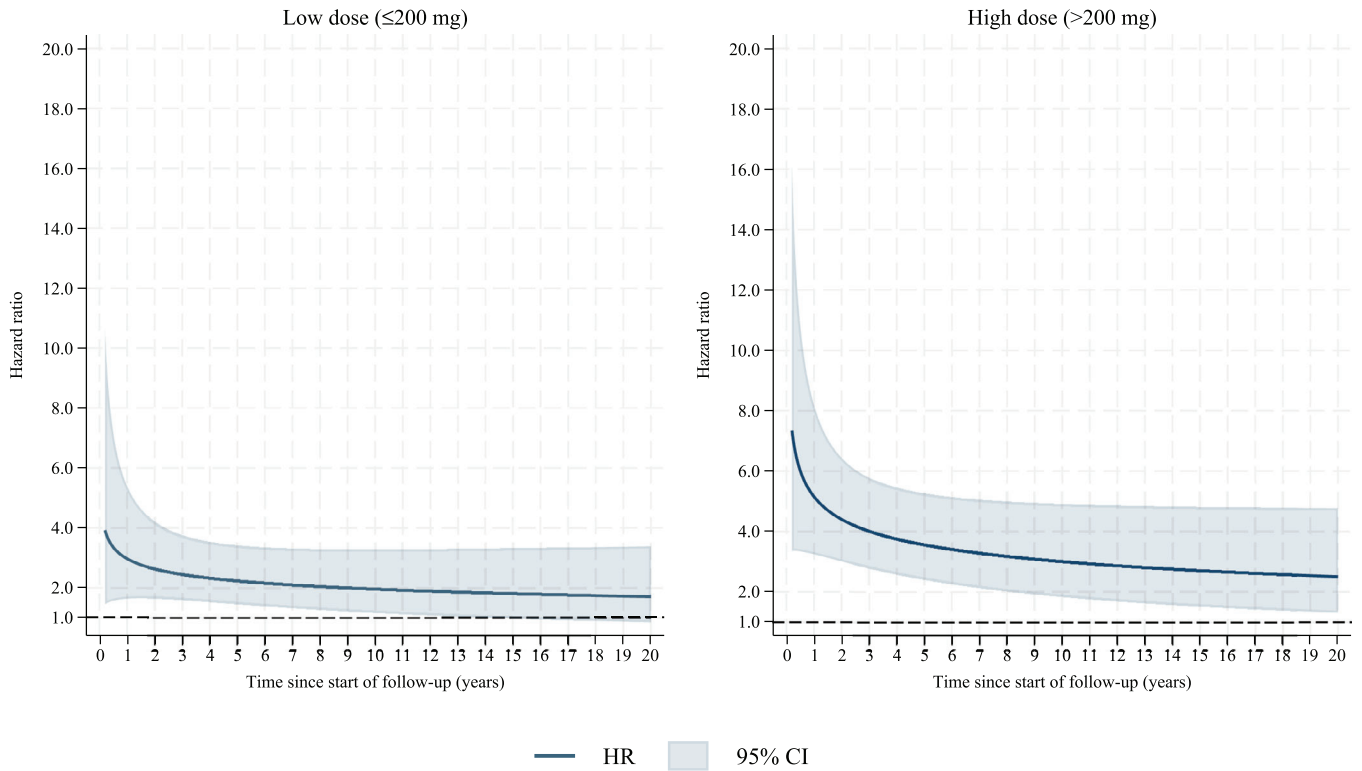 Low dose (≤200 mg)
20.0
18.0
16.0
14.0
12.0
10.0
8.0
6.0
4.0
2.0
1.0
Hazard ratio
0 1 2 3 4 5 6 7 8 9 10 11 12 13 14 15 16 17 18 19 20
Time since start of follow-up (years)
High dose (>200 mg)
20.0
18.0
16.0
14.0
12.0
10.0
8.0
6.0
4.0
2.0
1.0
Hazard ratio
0 1 2 3 4 5 6 7 8 9 10 11 12 13 14 15 16 17 18 19 20
Time since start of follow-up (years)
HR 95% CI